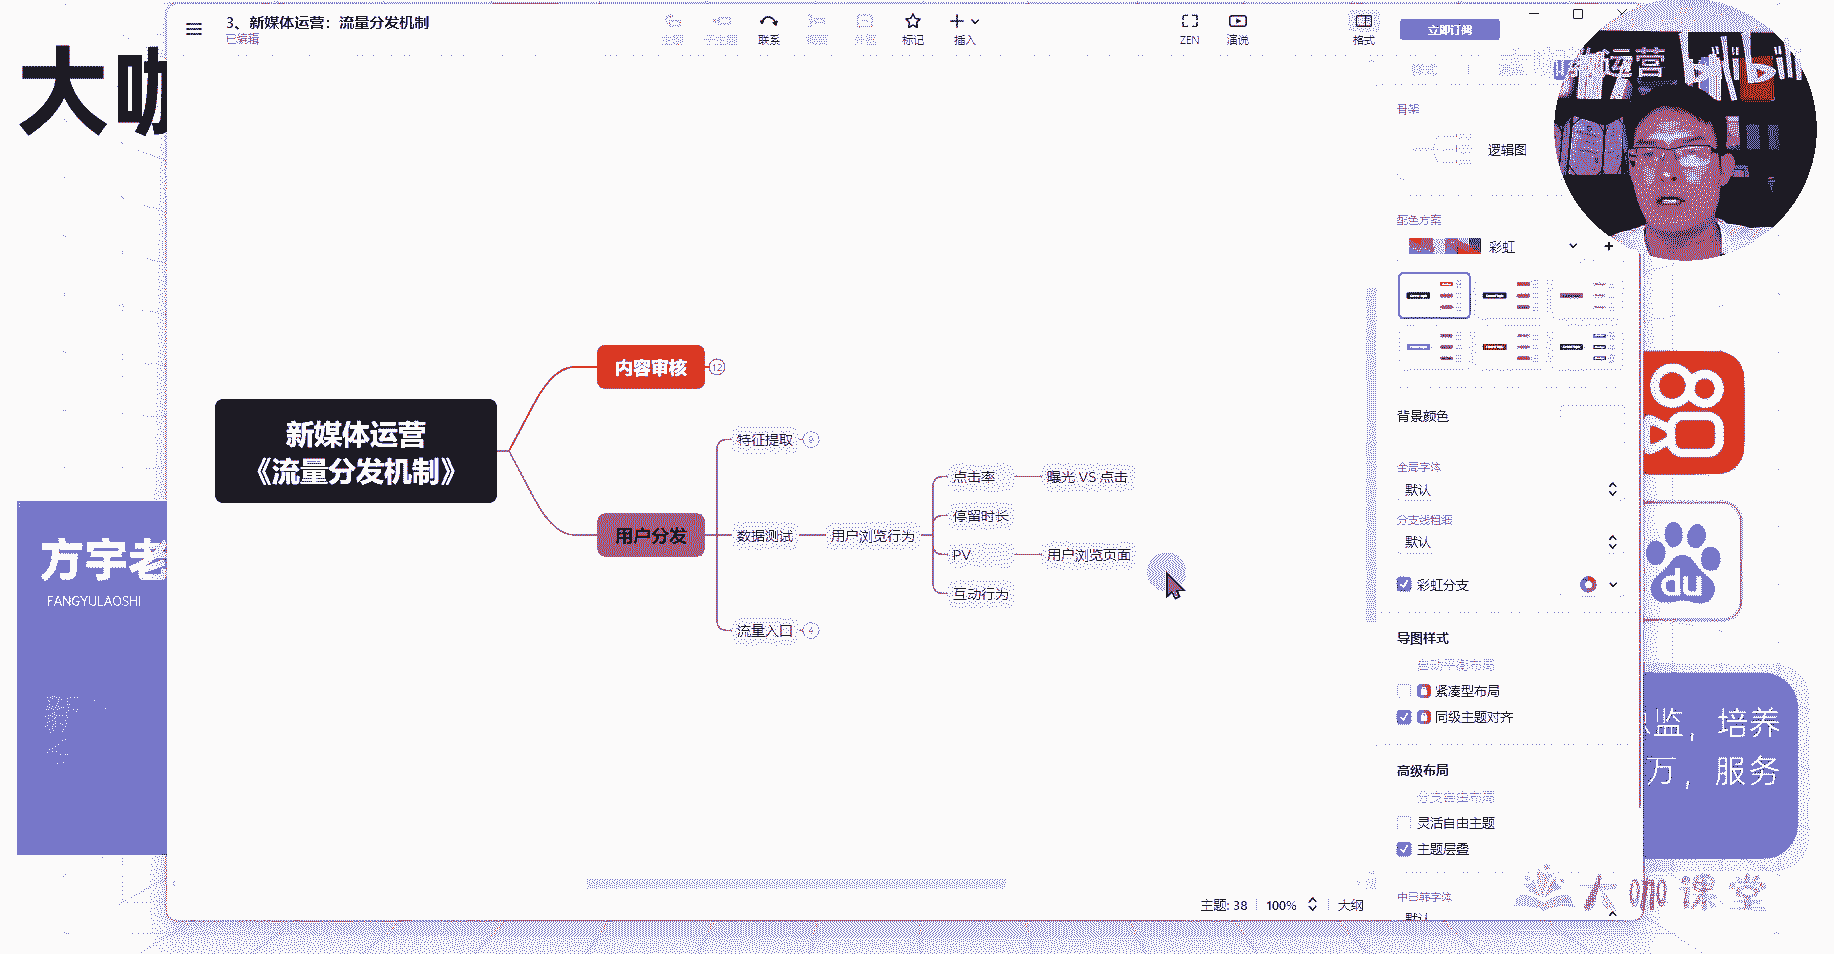 大咖
3、新媒体运营：流量分发机制
已编辑
主题
子主题
联系
概要
外框
标记
插入
ZEN
演说
格式
立即订阅
运营
骨架
逻辑图
配色方案
彩虹
背景颜色
全局字体
默认
分支线粗细
默认
彩虹分支
导图样式
自动平衡布局
紧凑型布局
同级主题对齐
高级布局
分支自由布局
灵活自由主题
主题层叠
中日韩字体
默认
新媒体运营
《流量分发机制》
内容审核
12
用户分发
特征提取
9
数据测试
用户浏览行为
点击率
曝光 VS 点击
停留时长
PV
用户浏览页面
互动行为
流量入口
4
方宇老
FANGYULAOSHI
du
总监，培养
万，服务
主题: 38
100%
大纲
大咖课堂